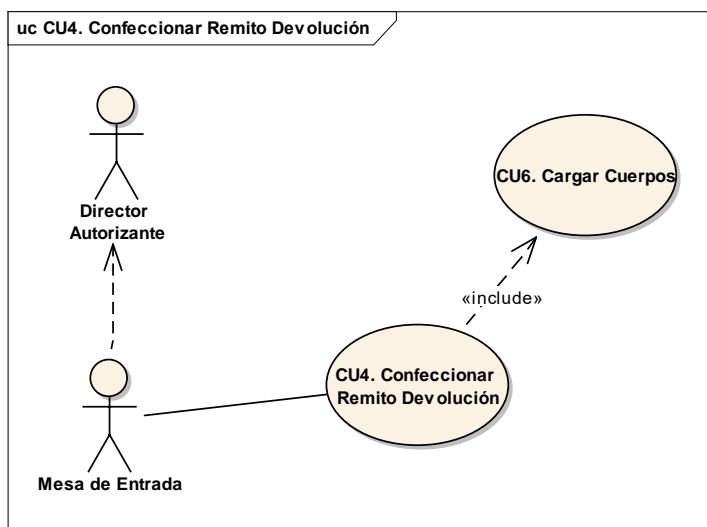 uc CU4. Confeccionar Remito Devolución
Director
Autorizante
CU6. Cargar Cuerpos
«include»
CU4. Confeccionar
Remito Devolución
Mesa de Entrada